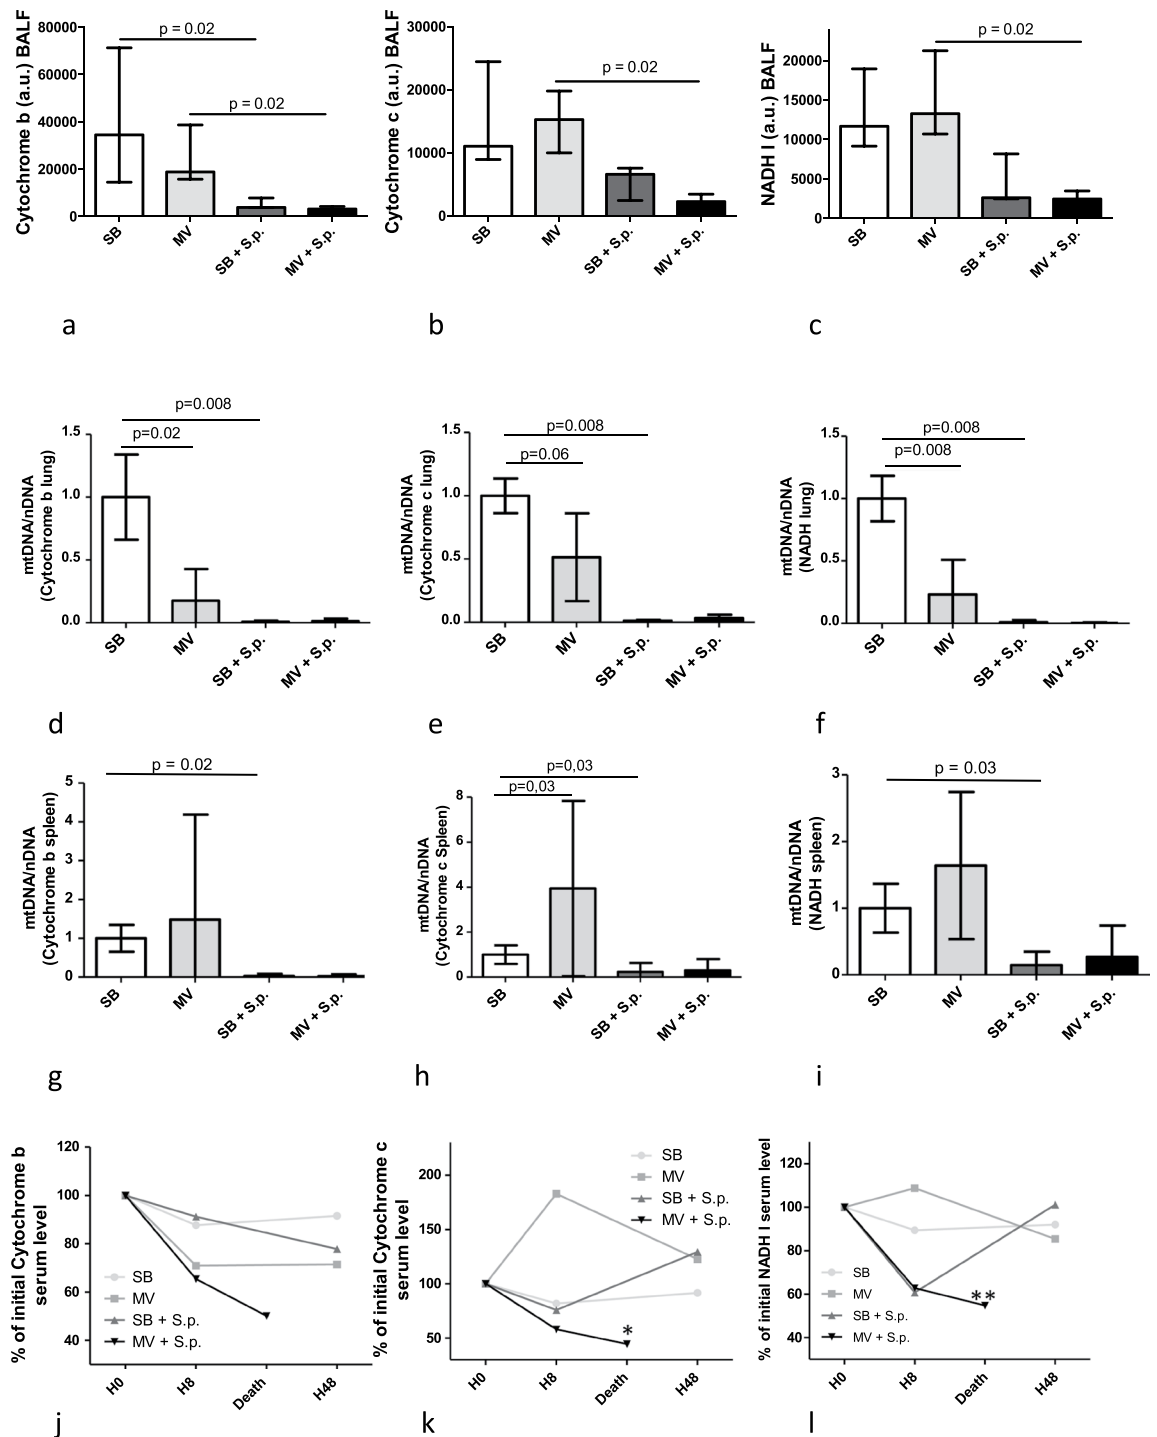 Cytochrome b (a.u.) BALF
80000
60000
40000
20000
0
p = 0.02
p = 0.02
SB
MV
SB + S.p.
MV + S.p.
a
Cytochrome c (a.u.) BALF
30000
20000
10000
0
p = 0.02
SB
MV
SB + S.p.
MV + S.p.
b
NADH I (a.u.) BALF
20000
15000
10000
5000
0
p = 0.02
SB
MV
SB + S.p.
MV + S.p.
c
mtDNA/nDNA
(Cytochrome b lung)
1.5
1.0
0.5
0.0
p=0.008
p=0.02
SB
MV
SB + S.p.
MV + S.p.
d
mtDNA/nDNA
(Cytochrome c lung)
1.5
1.0
0.5
0.0
p=0.008
p=0.06
SB
MV
SB + S.p.
MV + S.p.
e
mtDNA/nDNA
(NADH lung)
1.5
1.0
0.5
0.0
p=0.008
p=0.008
SB
MV
SB + S.p.
MV + S.p.
f
mtDNA/nDNA
(Cytochrome b spleen)
5
4
3
2
1
0
p = 0.02
SB
MV
SB + S.p.
MV + S.p.
g
mtDNA/nDNA
(Cytochrome c Spleen)
8
6
4
2
0
p=0,03
p=0,03
SB
MV
SB + S.p.
MV + S.p.
h
mtDNA/nDNA
(NADH spleen)
3
2
1
0
p = 0.03
SB
MV
SB + S.p.
MV + S.p.
i
% of initial Cytochrome b
serum level
120
100
80
60
40
SB
MV
SB + S.p.
MV + S.p.
H0
H8
Death
H48
j
% of initial Cytochrome c
serum level
200
150
100
50
SB
MV
SB + S.p.
MV + S.p.
*
H0
H8
Death
H48
k
% of initial NADH I serum level
120
100
80
60
40
SB
MV
SB + S.p.
MV + S.p.
**
H0
H8
Death
H48
l